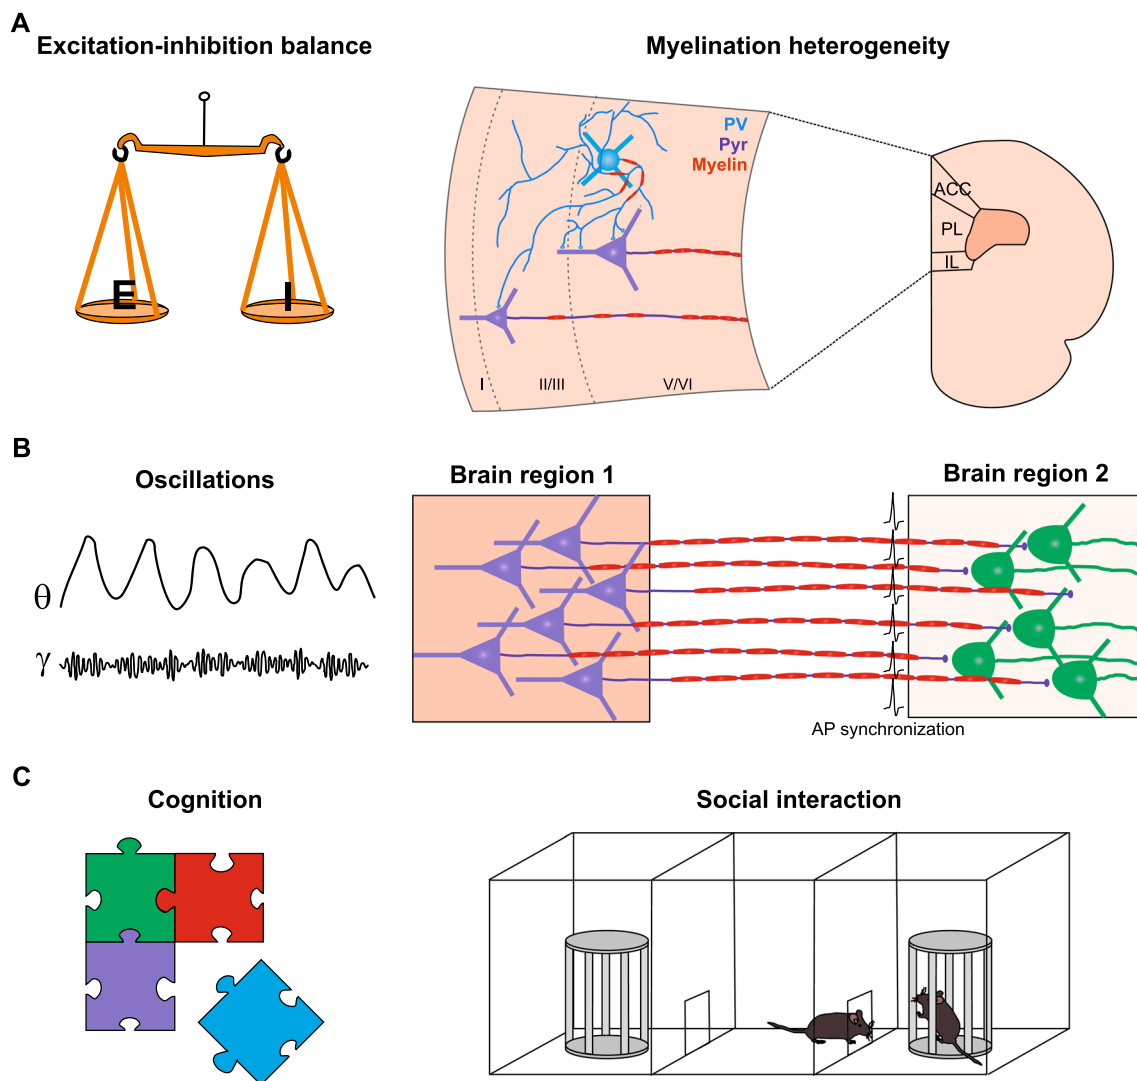 A
Excitation-inhibition balance
Myelination heterogeneity
PV
Pyr
Myelin
ACC
PL
IL
E
I
I
II/III
V/VI
B
Oscillations
Brain region 1
Brain region 2
θ
γ
AP synchronization
C
Cognition
Social interaction